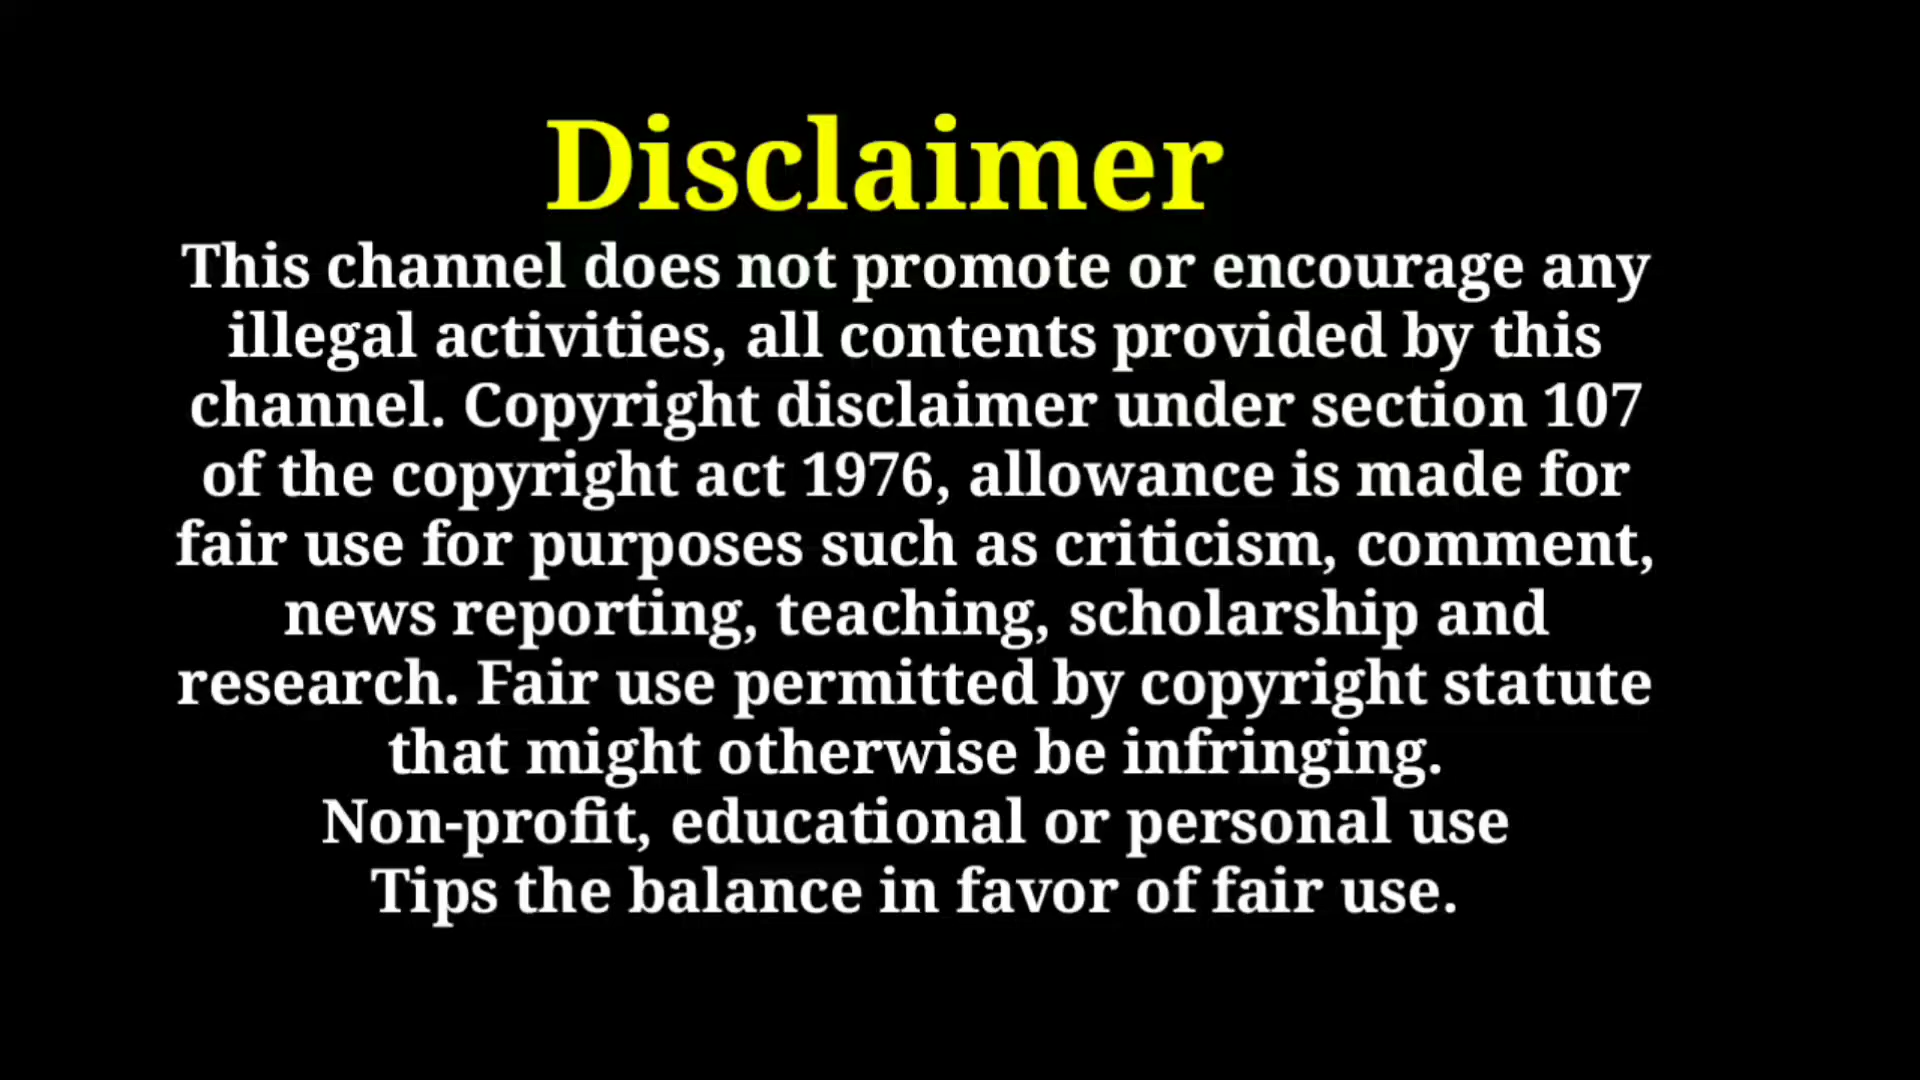 Disclaimer
This channel does not promote or encourage any
illegal activities, all contents provided by this
channel. Copyright disclaimer under section 107
of the copyright act 1976, allowance is made for
fair use for purposes such as criticism, comment,
news reporting, teaching, scholarship and
research. Fair use permitted by copyright statute
that might otherwise be infringing.
Non-profit, educational or personal use
Tips the balance in favor of fair use.